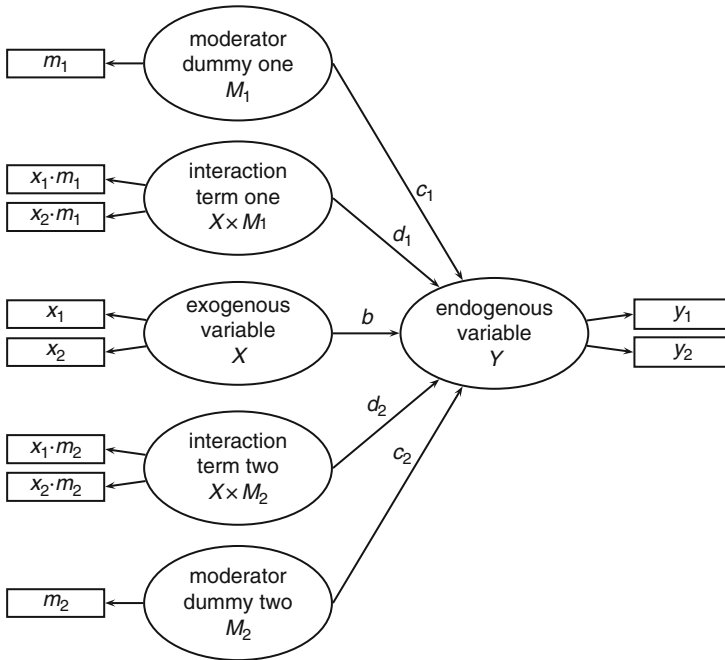 m₁
moderator
dummy one
M₁
c₁
x₁·m₁
x₂·m₁
interaction
term one
X×M₁
d₁
x₁
x₂
exogenous
variable
X
b
endogenous
variable
Y
y₁
y₂
x₁·m₂
x₂·m₂
interaction
term two
X×M₂
d₂
c₂
m₂
moderator
dummy two
M₂